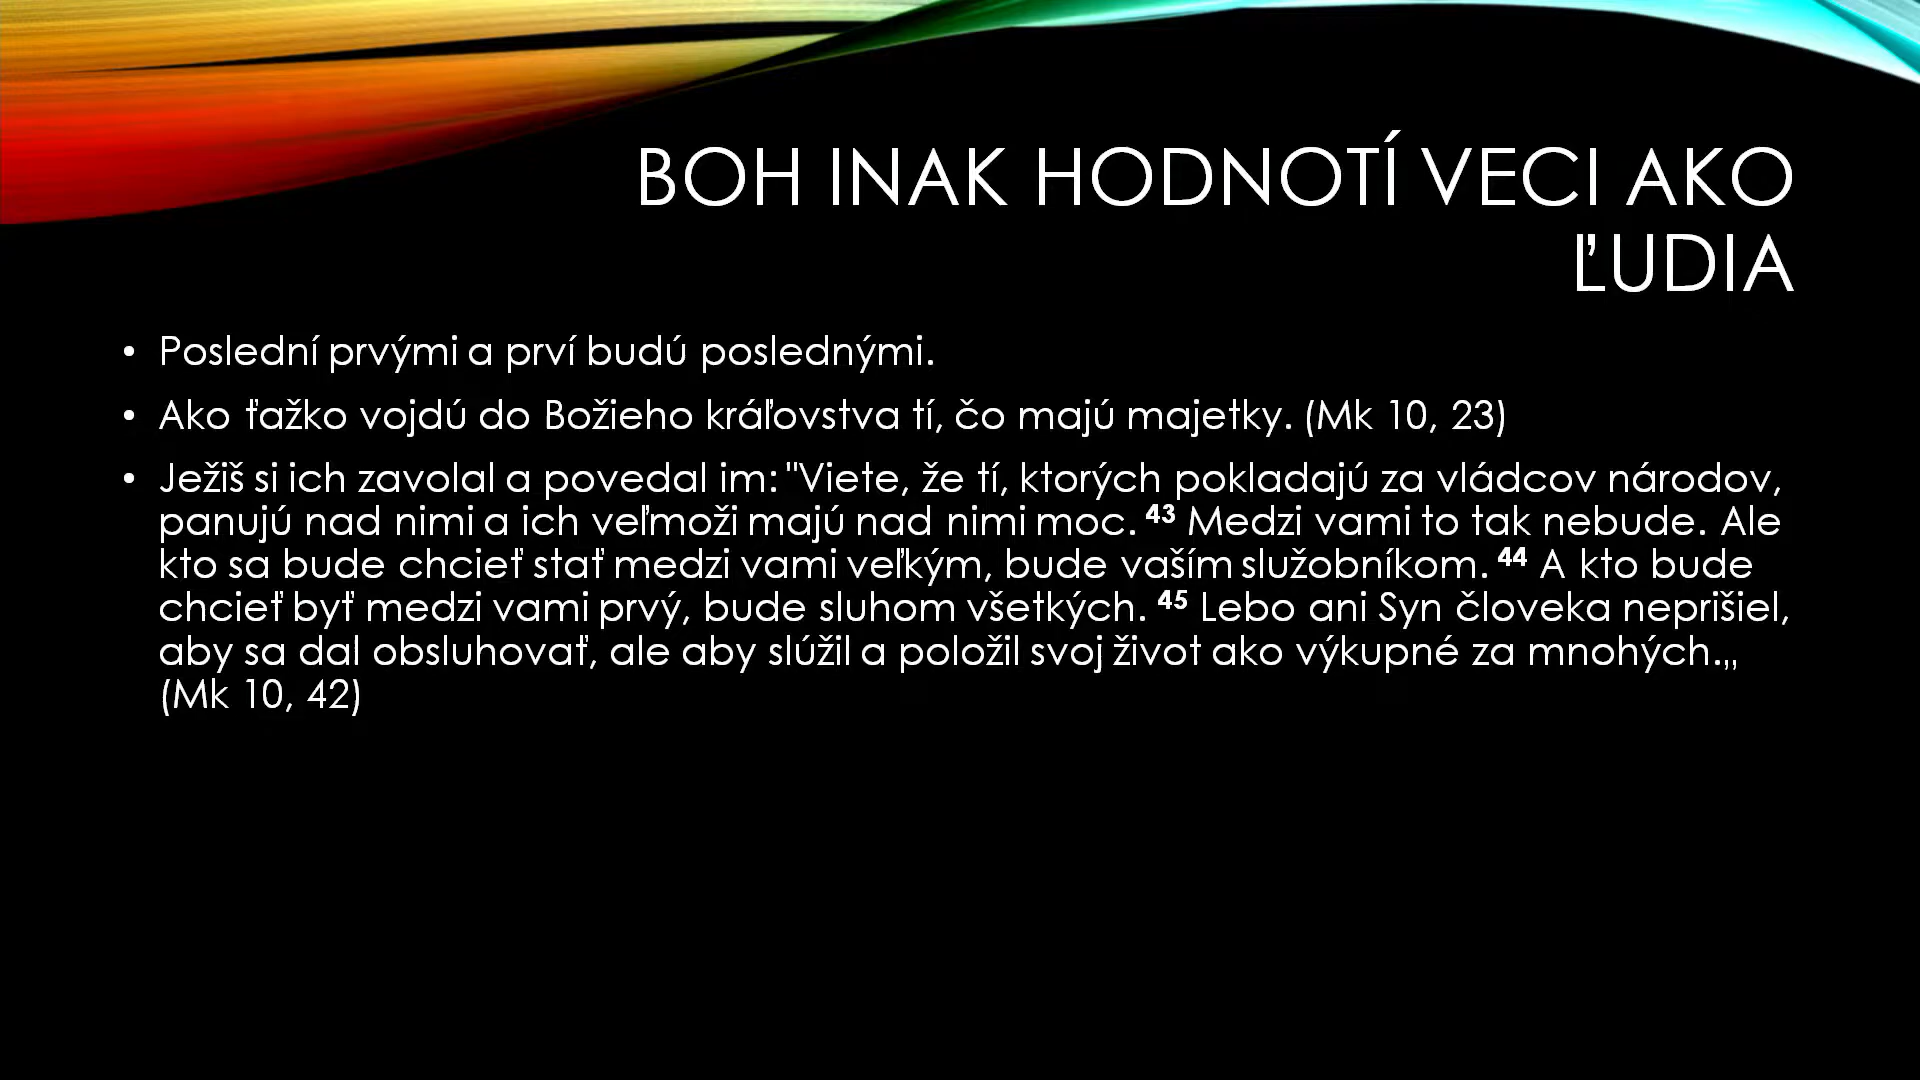 BOH INAK HODNOTÍ VECI AKO
ĽUDIA
• Poslední prvými a prví budú poslednými.
• Ako ťažko vojdú do Božieho kráľovstva tí, čo majú majetky. (Mk 10, 23)
• Ježiš si ich zavolal a povedal im: "Viete, že tí, ktorých pokladajú za vládcov národov,
panujú nad nimi a ich veľmoži majú nad nimi moc. 43 Medzi vami to tak nebude. Ale
kto sa bude chcieť stať medzi vami veľkým, bude vaším služobníkom. 44 A kto bude
chcieť byť medzi vami prvý, bude sluhom všetkých. 45 Lebo ani Syn človeka neprišiel,
aby sa dal obsluhovať, ale aby slúžil a položil svoj život ako výkupné za mnohých.„
(Mk 10, 42)